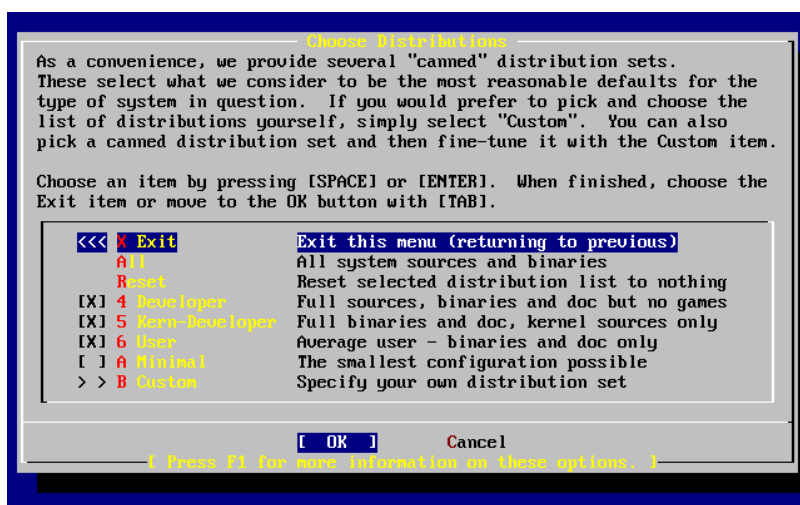 Choose Distributions
As a convenience, we provide several "canned" distribution sets.
These select what we consider to be the most reasonable defaults for the
type of system in question.  If you would prefer to pick and choose the
list of distributions yourself, simply select "Custom".  You can also
pick a canned distribution set and then fine-tune it with the Custom item.
Choose an item by pressing [SPACE] or [ENTER].  When finished, choose the
Exit item or move to the OK button with [TAB].
<<< X Exit Exit this menu (returning to previous)
All All system sources and binaries
Reset Reset selected distribution list to nothing
[X] 4 Developer Full sources, binaries and doc but no games
[X] 5 Kern-Developer Full binaries and doc, kernel sources only
[X] 6 User Average user - binaries and doc only
[ ] A Minimal The smallest configuration possible
> > B Custom Specify your own distribution set
[ OK ] Cancel
[ Press F1 for more information on these options. ]